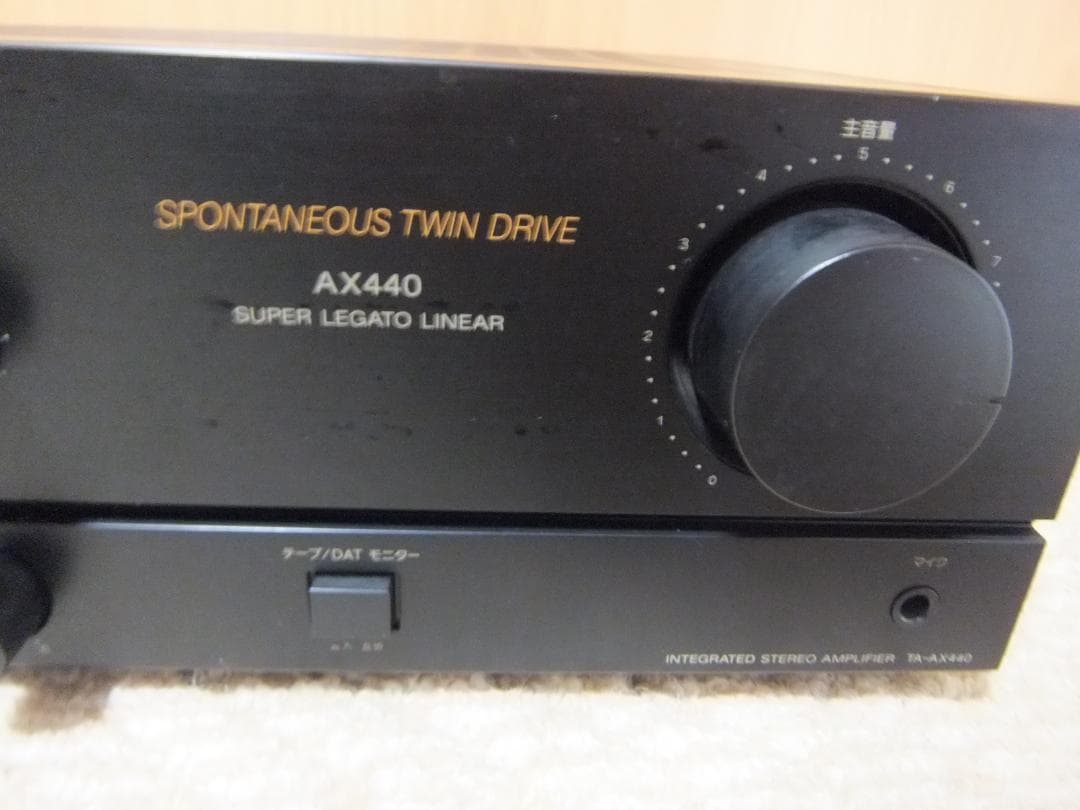 主音量
0 1 2 3 4 5 6 7
SPONTANEOUS TWIN DRIVE
AX440
SUPER LEGATO LINEAR
テープ/DAT モニター
マイク
INTEGRATED STEREO AMPLIFIER TA-AX440